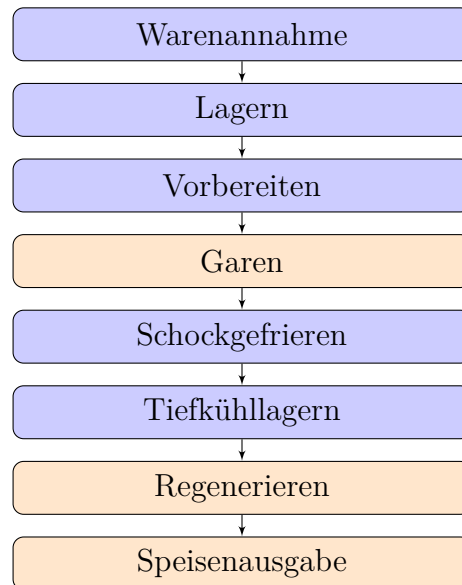 Warenannahme
Lagern
Vorbereiten
Garen
Schockgefrieren
Tiefkühllagern
Regenerieren
Speisenausgabe